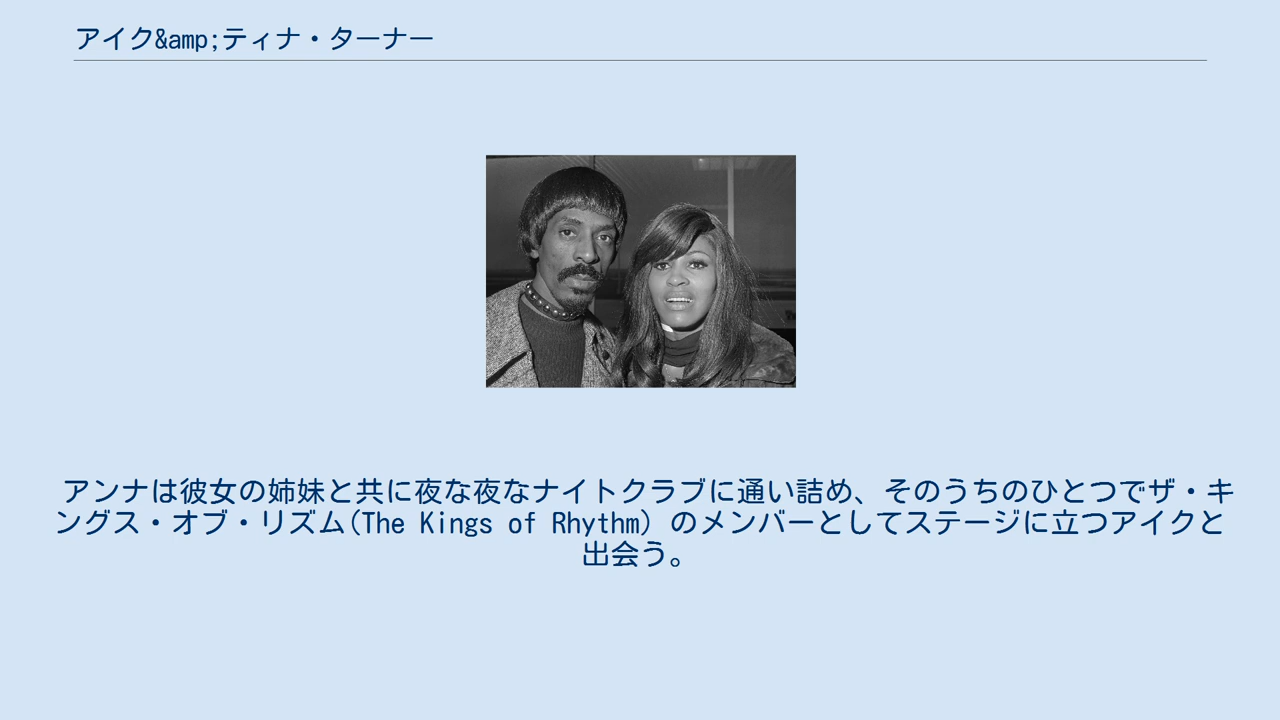 アイク&amp;ティナ・ターナー
アンナは彼女の姉妹と共に夜な夜なナイトクラブに通い詰め、そのうちのひとつでザ・キ
ングス・オブ・リズム(The Kings of Rhythm) のメンバーとしてステージに立つアイクと
出会う。